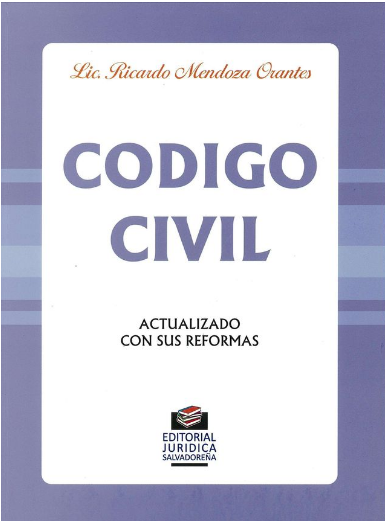 Lic. Ricardo Mendoza Orantes
CODIGO
CIVIL
ACTUALIZADO
CON SUS REFORMAS
EDITORIAL
JURIDICA
SALVADOREÑA